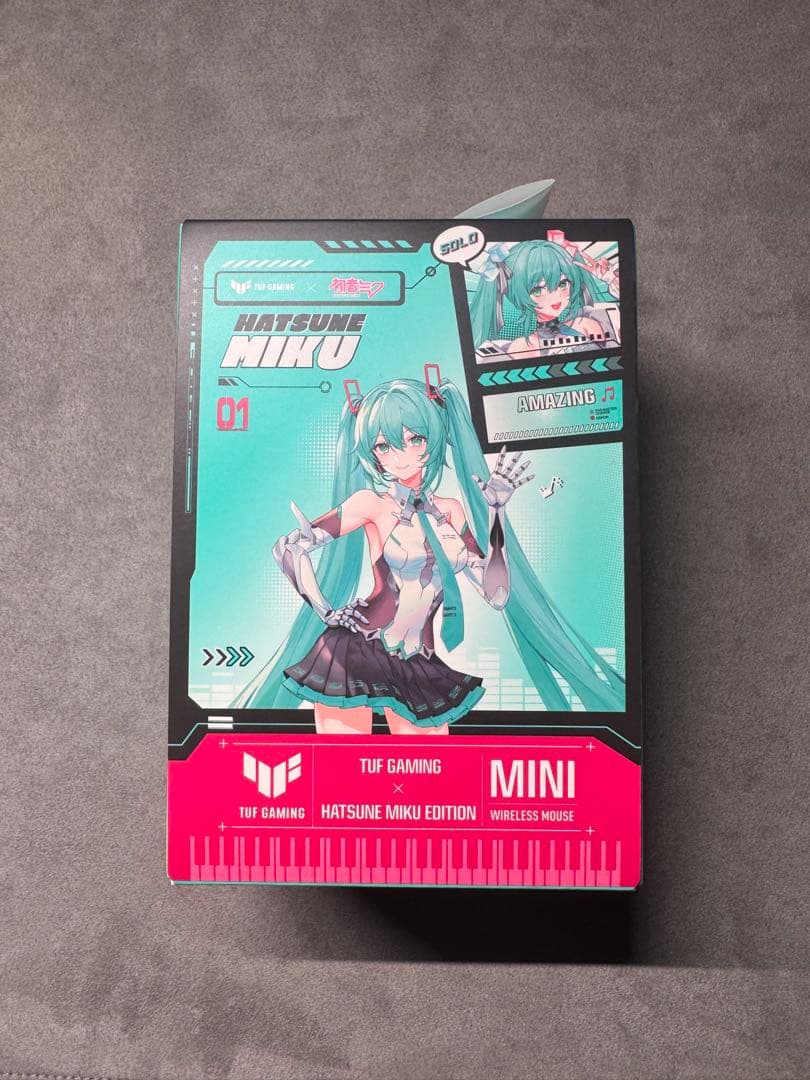 SOLO
TUF GAMING × 初音ミク
HATSUNE
MIKU
01
AMAZING
TUF GAMING
TUF GAMING
×
HATSUNE MIKU EDITION
MINI
WIRELESS MOUSE